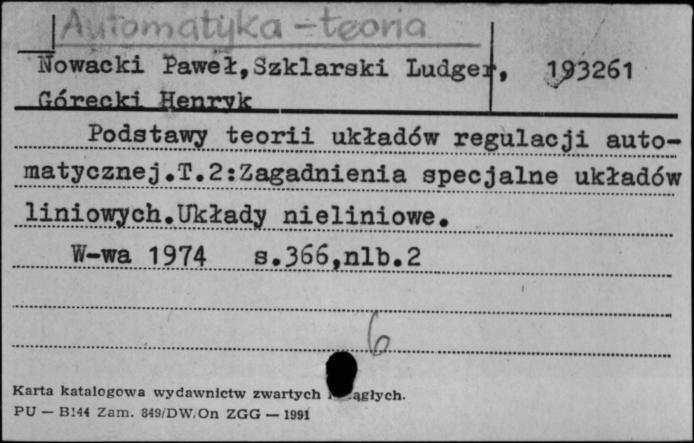 Automatyka - teoria
Nowacki Paweł, Szklarski Ludger, 193261
Górecki Henryk
Podstawy teorii układów regulacji auto-
matycznej.T.2:Zagadnienia specjalne układów
liniowych.Układy nieliniowe.
W-wa 1974 s.366,nlb.2
6
Karta katalogowa wydawnictw zwartych ciągłych.
PU — B144 Zam. 849/DW/On ZGG — 1991